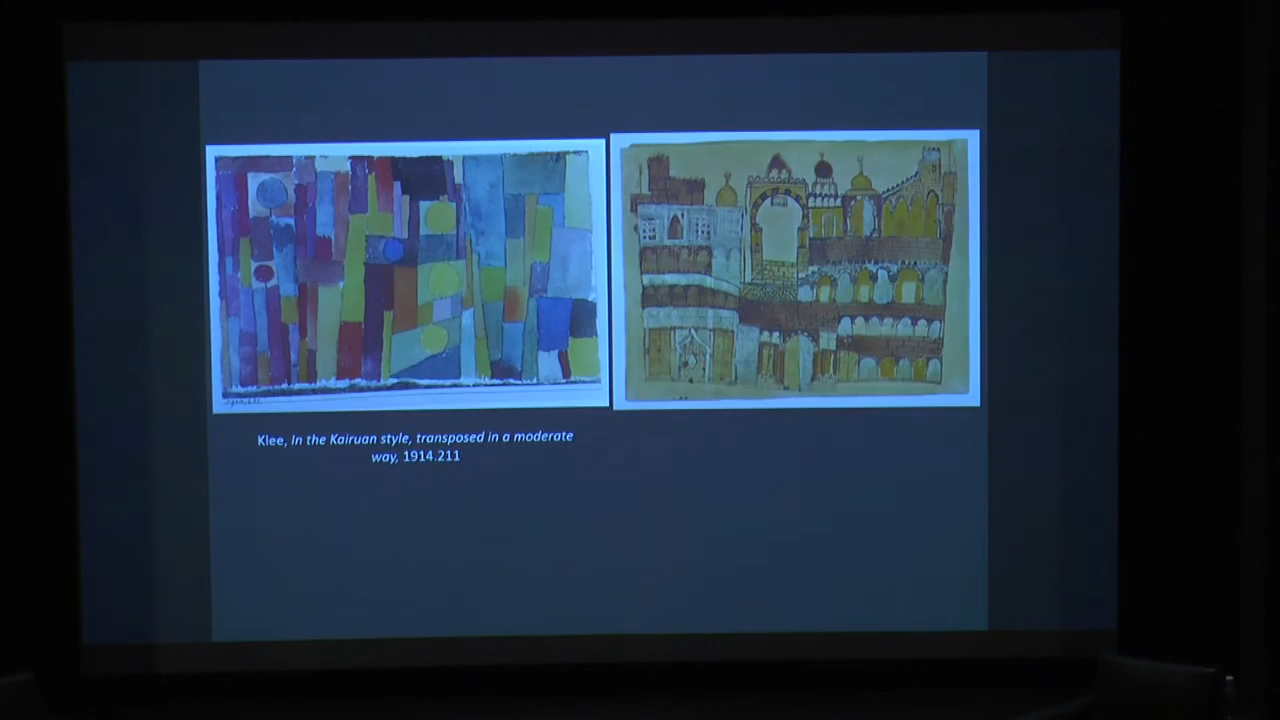 Klee, In the Kairuan style, transposed in a moderate
way, 1914.211